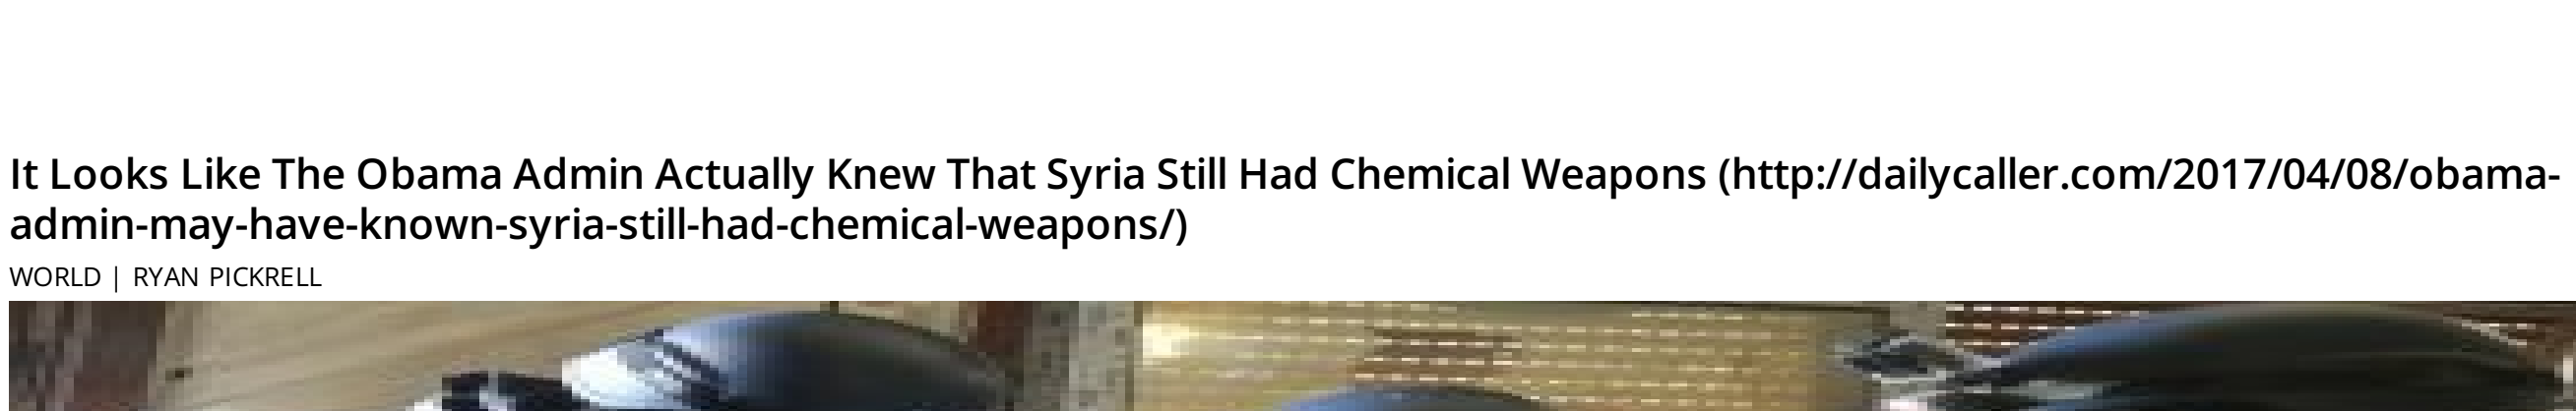 It Looks Like The Obama Admin Actually Knew That Syria Still Had Chemical Weapons (http://dailycaller.com/2017/04/08/obama-
admin-may-have-known-syria-still-had-chemical-weapons/)
WORLD | RYAN PICKRELL